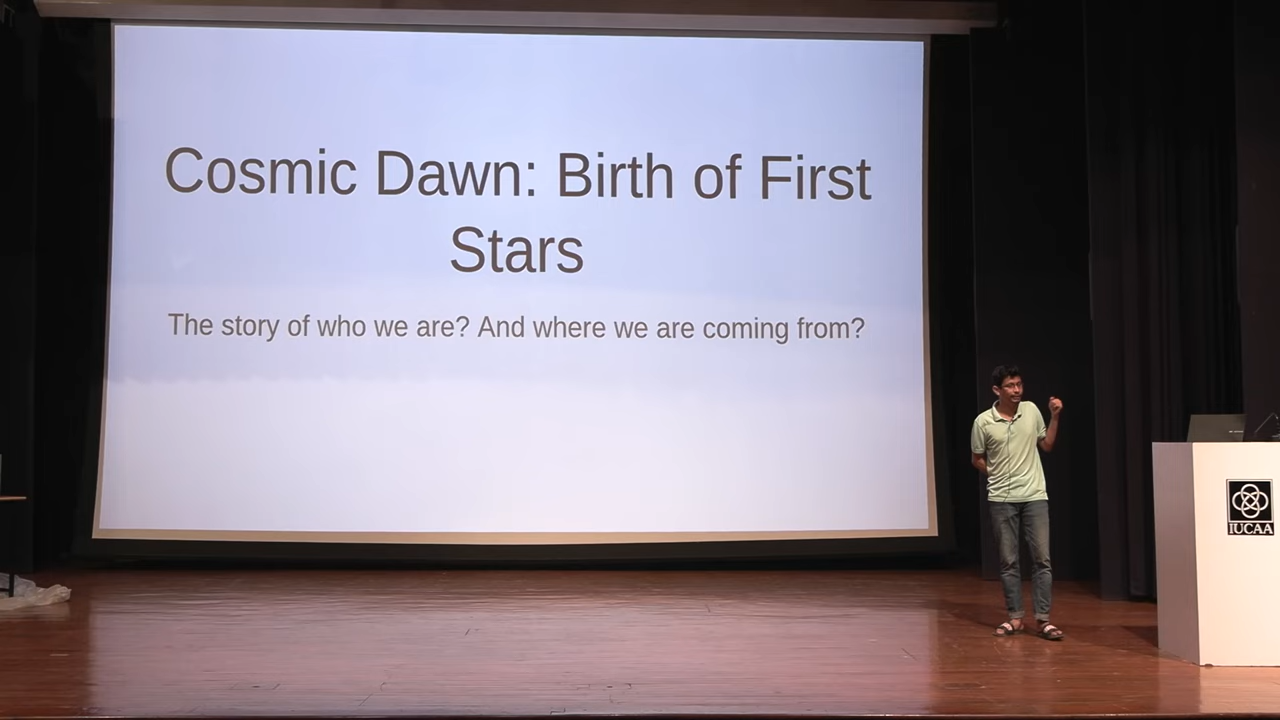 Cosmic Dawn: Birth of First
Stars
The story of who we are? And where we are coming from?
IUCAA